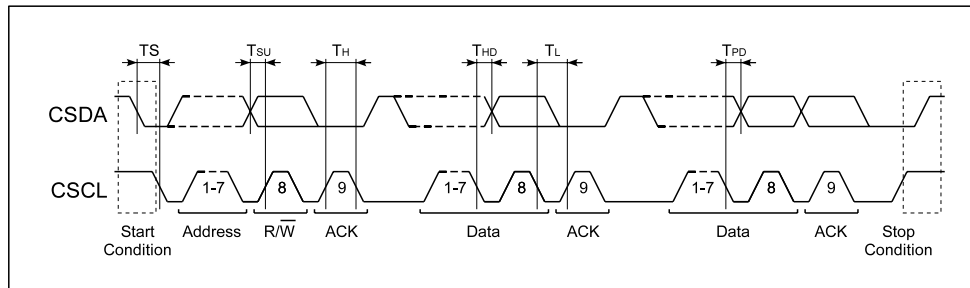 TS TSU TH THD TL TPD
CSDA
CSCL 1-7 8 9 1-7 8 9 1-7 8 9
Start Condition Address R/W̅ ACK Data ACK Data ACK Stop Condition